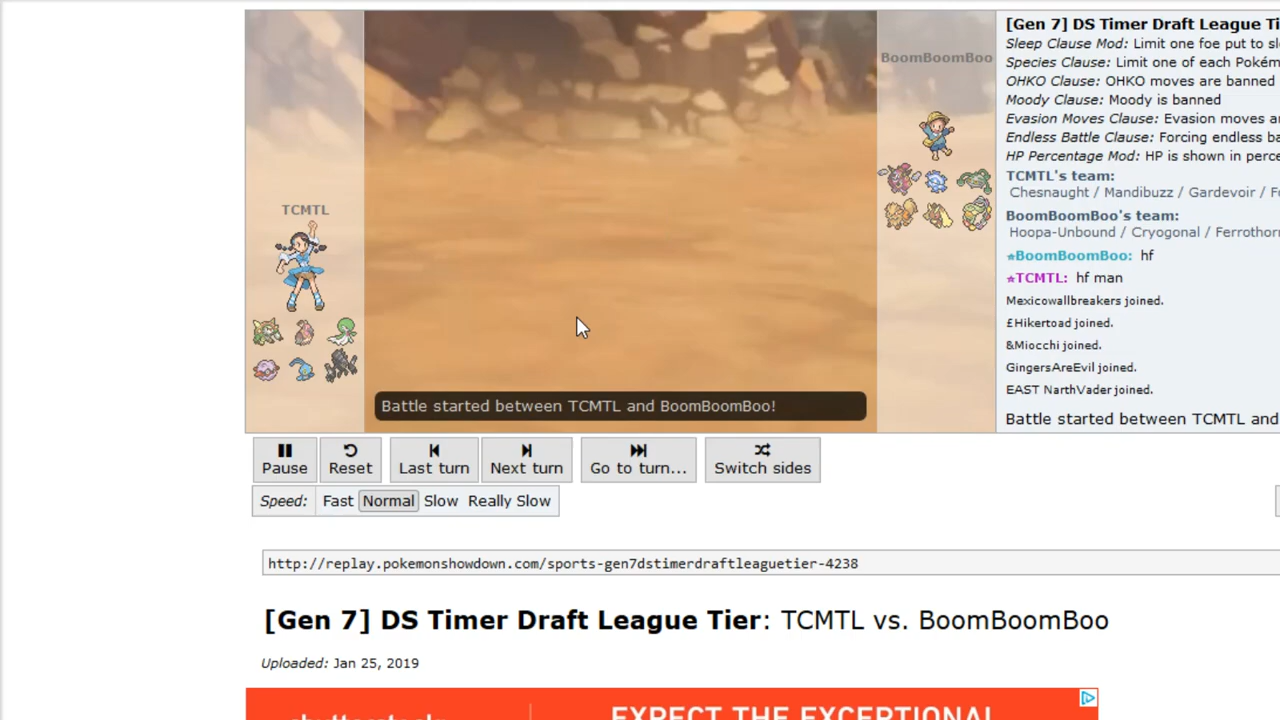 TCMTL
BoomBoomBoo
Battle started between TCMTL and BoomBoomBoo!
[Gen 7] DS Timer Draft League Ti
Sleep Clause Mod: Limit one foe put to sl
Species Clause: Limit one of each Pokém
OHKO Clause: OHKO moves are banned
Moody Clause: Moody is banned
Evasion Moves Clause: Evasion moves a
Endless Battle Clause: Forcing endless ba
HP Percentage Mod: HP is shown in perce
TCMTL's team:
Chesnaught / Mandibuzz / Gardevoir / F
BoomBoomBoo's team:
Hoopa-Unbound / Cryogonal / Ferrothor
☆BoomBoomBoo: hf
☆TCMTL: hf man
Mexicowallbreakers joined.
£Hikertoad joined.
&Miocchi joined.
GingersAreEvil joined.
EAST NarthVader joined.
Battle started between TCMTL and
Pause Reset Last turn Next turn Go to turn... Switch sides
Speed: Fast Normal Slow Really Slow
http://replay.pokemonshowdown.com/sports-gen7dstimerdraftleaguetier-4238
[Gen 7] DS Timer Draft League Tier: TCMTL vs. BoomBoomBoo
Uploaded: Jan 25, 2019
shutterstock
EXPECT THE EXCEPTIONAL